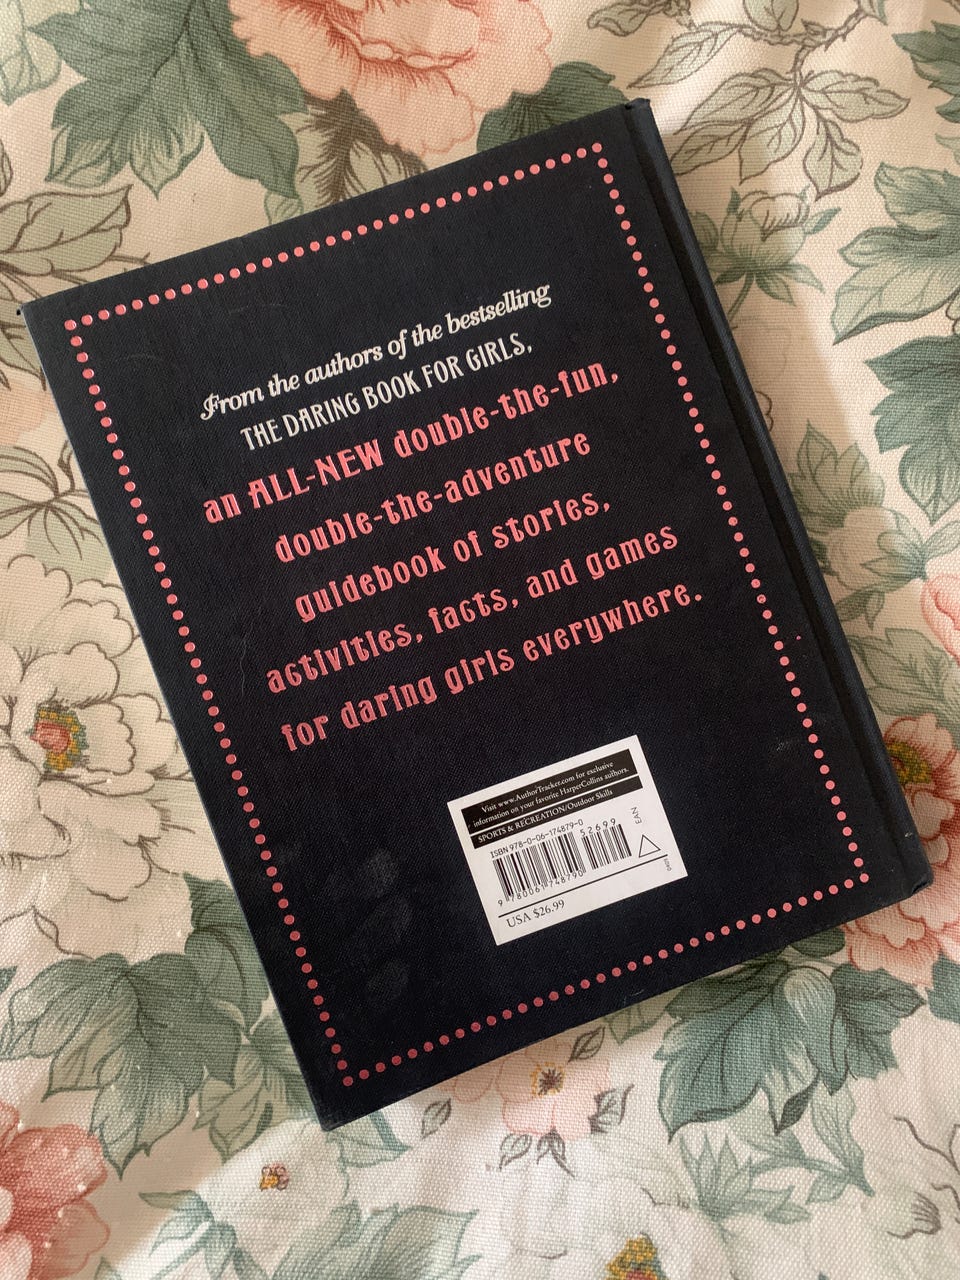 From the authors of the bestselling
THE DARING BOOK FOR GIRLS,
an ALL-NEW double-the-fun,
double-the-adventure
guidebook of stories,
activities, facts, and games
for daring girls everywhere.
Visit www.AuthorTracker.com for exclusive
information on your favorite HarperCollins authors.
SPORTS & RECREATION/Outdoor Skills
ISBN 978-0-06-174879-0
52699
EAN
9 780061 748790
USA $26.99